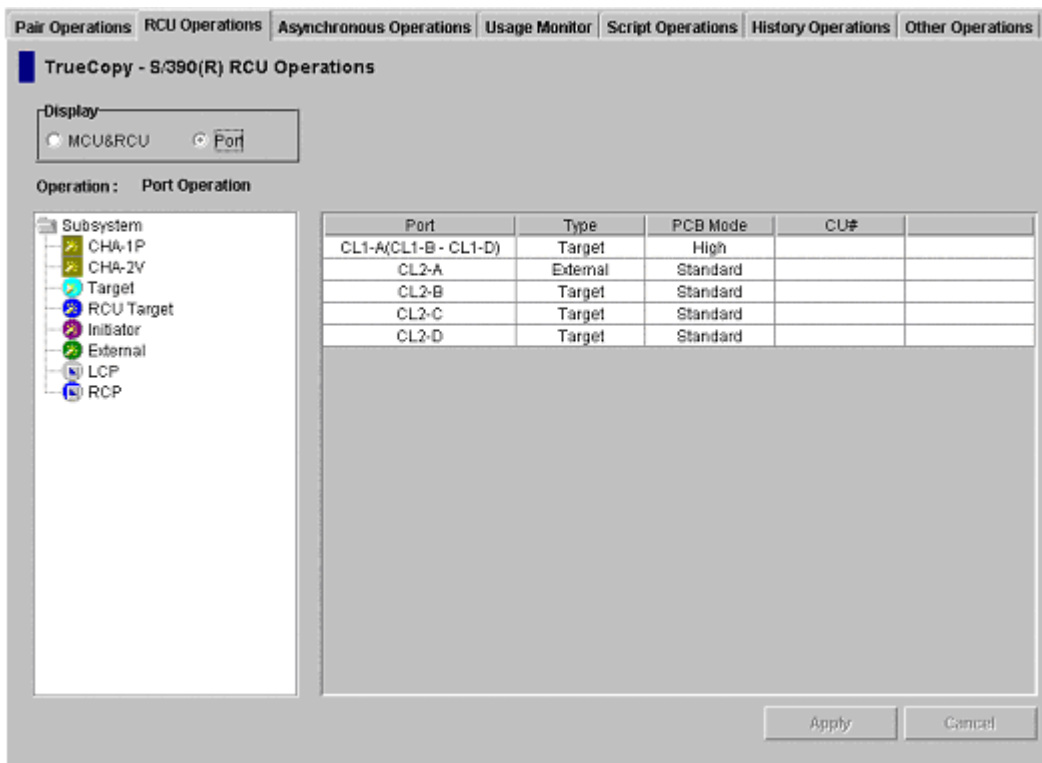 Pair Operations RCU Operations Asynchronous Operations Usage Monitor Script Operations History Operations Other Operations
TrueCopy - S/390(R) RCU Operations
Display
MCU&RCU Port
Operation : Port Operation
Subsystem
CHA-1P
CHA-2V
Target
RCU Target
Initiator
External
LCP
RCP
Port Type PCB Mode CU#
CL1-A(CL1-B - CL1-D) Target High
CL2-A External Standard
CL2-B Target Standard
CL2-C Target Standard
CL2-D Target Standard
Apply Cancel